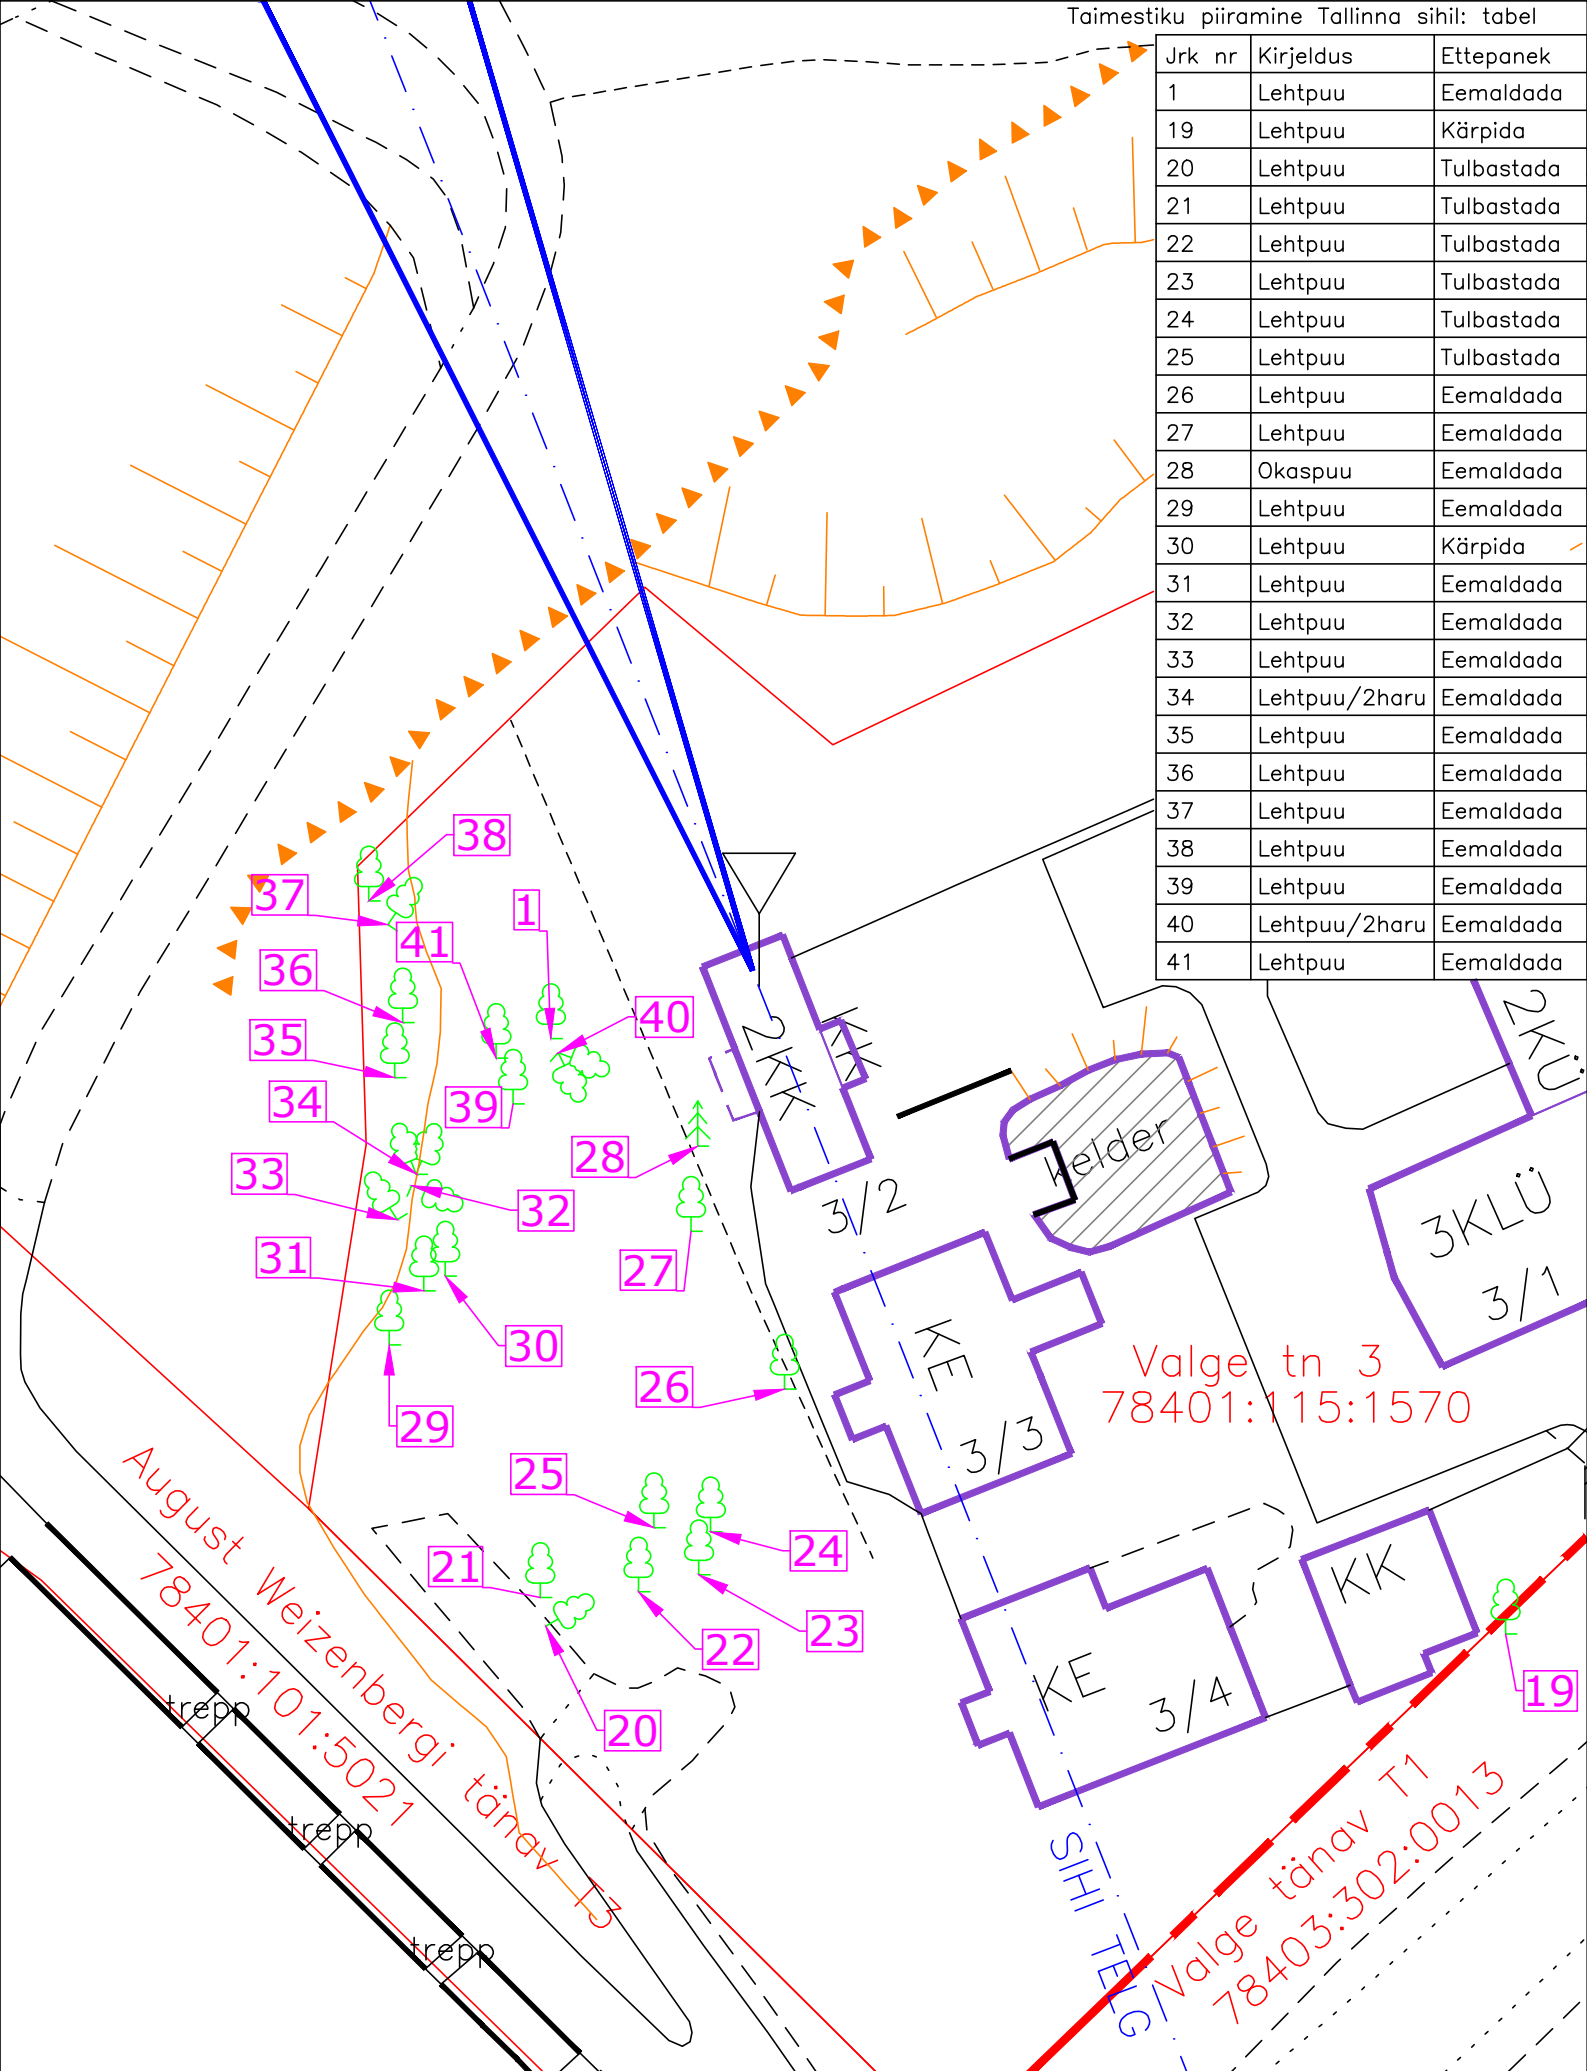 Taimestiku piiramine Tallinna sihil: tabel
Jrk nr Kirjeldus Ettepanek
1 Lehtpuu Eemaldada
19 Lehtpuu Kärpida
20 Lehtpuu Tulbastada
21 Lehtpuu Tulbastada
22 Lehtpuu Tulbastada
23 Lehtpuu Tulbastada
24 Lehtpuu Tulbastada
25 Lehtpuu Tulbastada
26 Lehtpuu Eemaldada
27 Lehtpuu Eemaldada
28 Okaspuu Eemaldada
29 Lehtpuu Eemaldada
30 Lehtpuu Kärpida
31 Lehtpuu Eemaldada
32 Lehtpuu Eemaldada
33 Lehtpuu Eemaldada
34 Lehtpuu/2haru Eemaldada
35 Lehtpuu Eemaldada
36 Lehtpuu Eemaldada
37 Lehtpuu Eemaldada
38 Lehtpuu Eemaldada
39 Lehtpuu Eemaldada
40 Lehtpuu/2haru Eemaldada
41 Lehtpuu Eemaldada
38
37
1
41
36
40
35
34
39
28
33
32
27
31
30
26
29
25
24
21
23
22
20
19
2KK
KK
3/2
kelder
2KÜ
3KLÜ
3/1
KE
3/3
Valge tn 3
78401:115:1570
KK
KE
3/4
August Weizenbergi tänav T3
78401:101:5021
trepp
trepp
trepp
SIHI TELG
Valge tänav T1
78403:302:0013